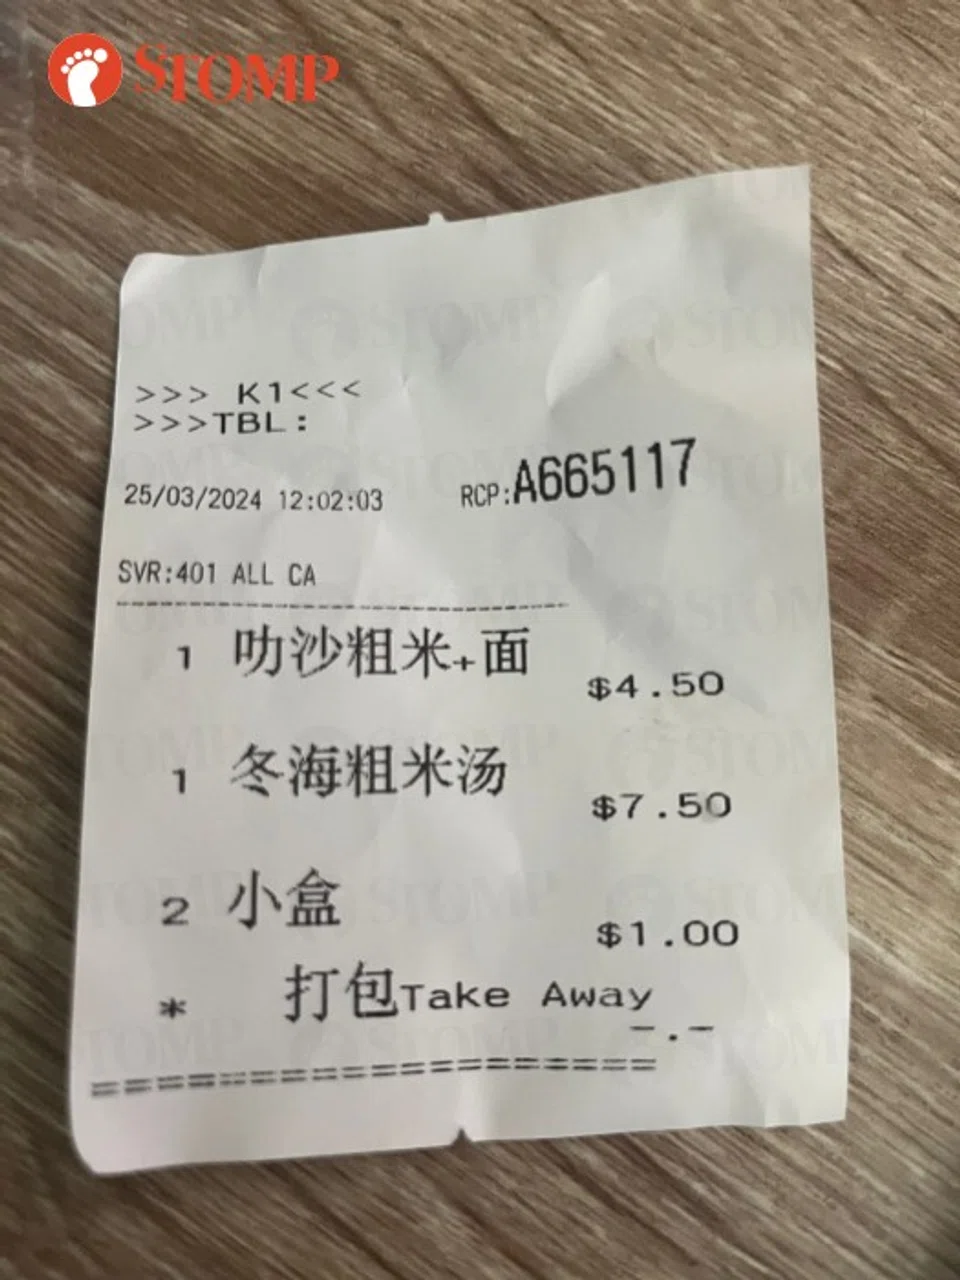 STOMP
>>> K1<<<
>>>TBL:
25/03/2024 12:02:03 RCP:A665117
SVR:401 ALL CA
1 叻沙粗米+面 $4.50
1 冬海粗米汤 $7.50
2 小盒 $1.00
* 打包Take Away -.-